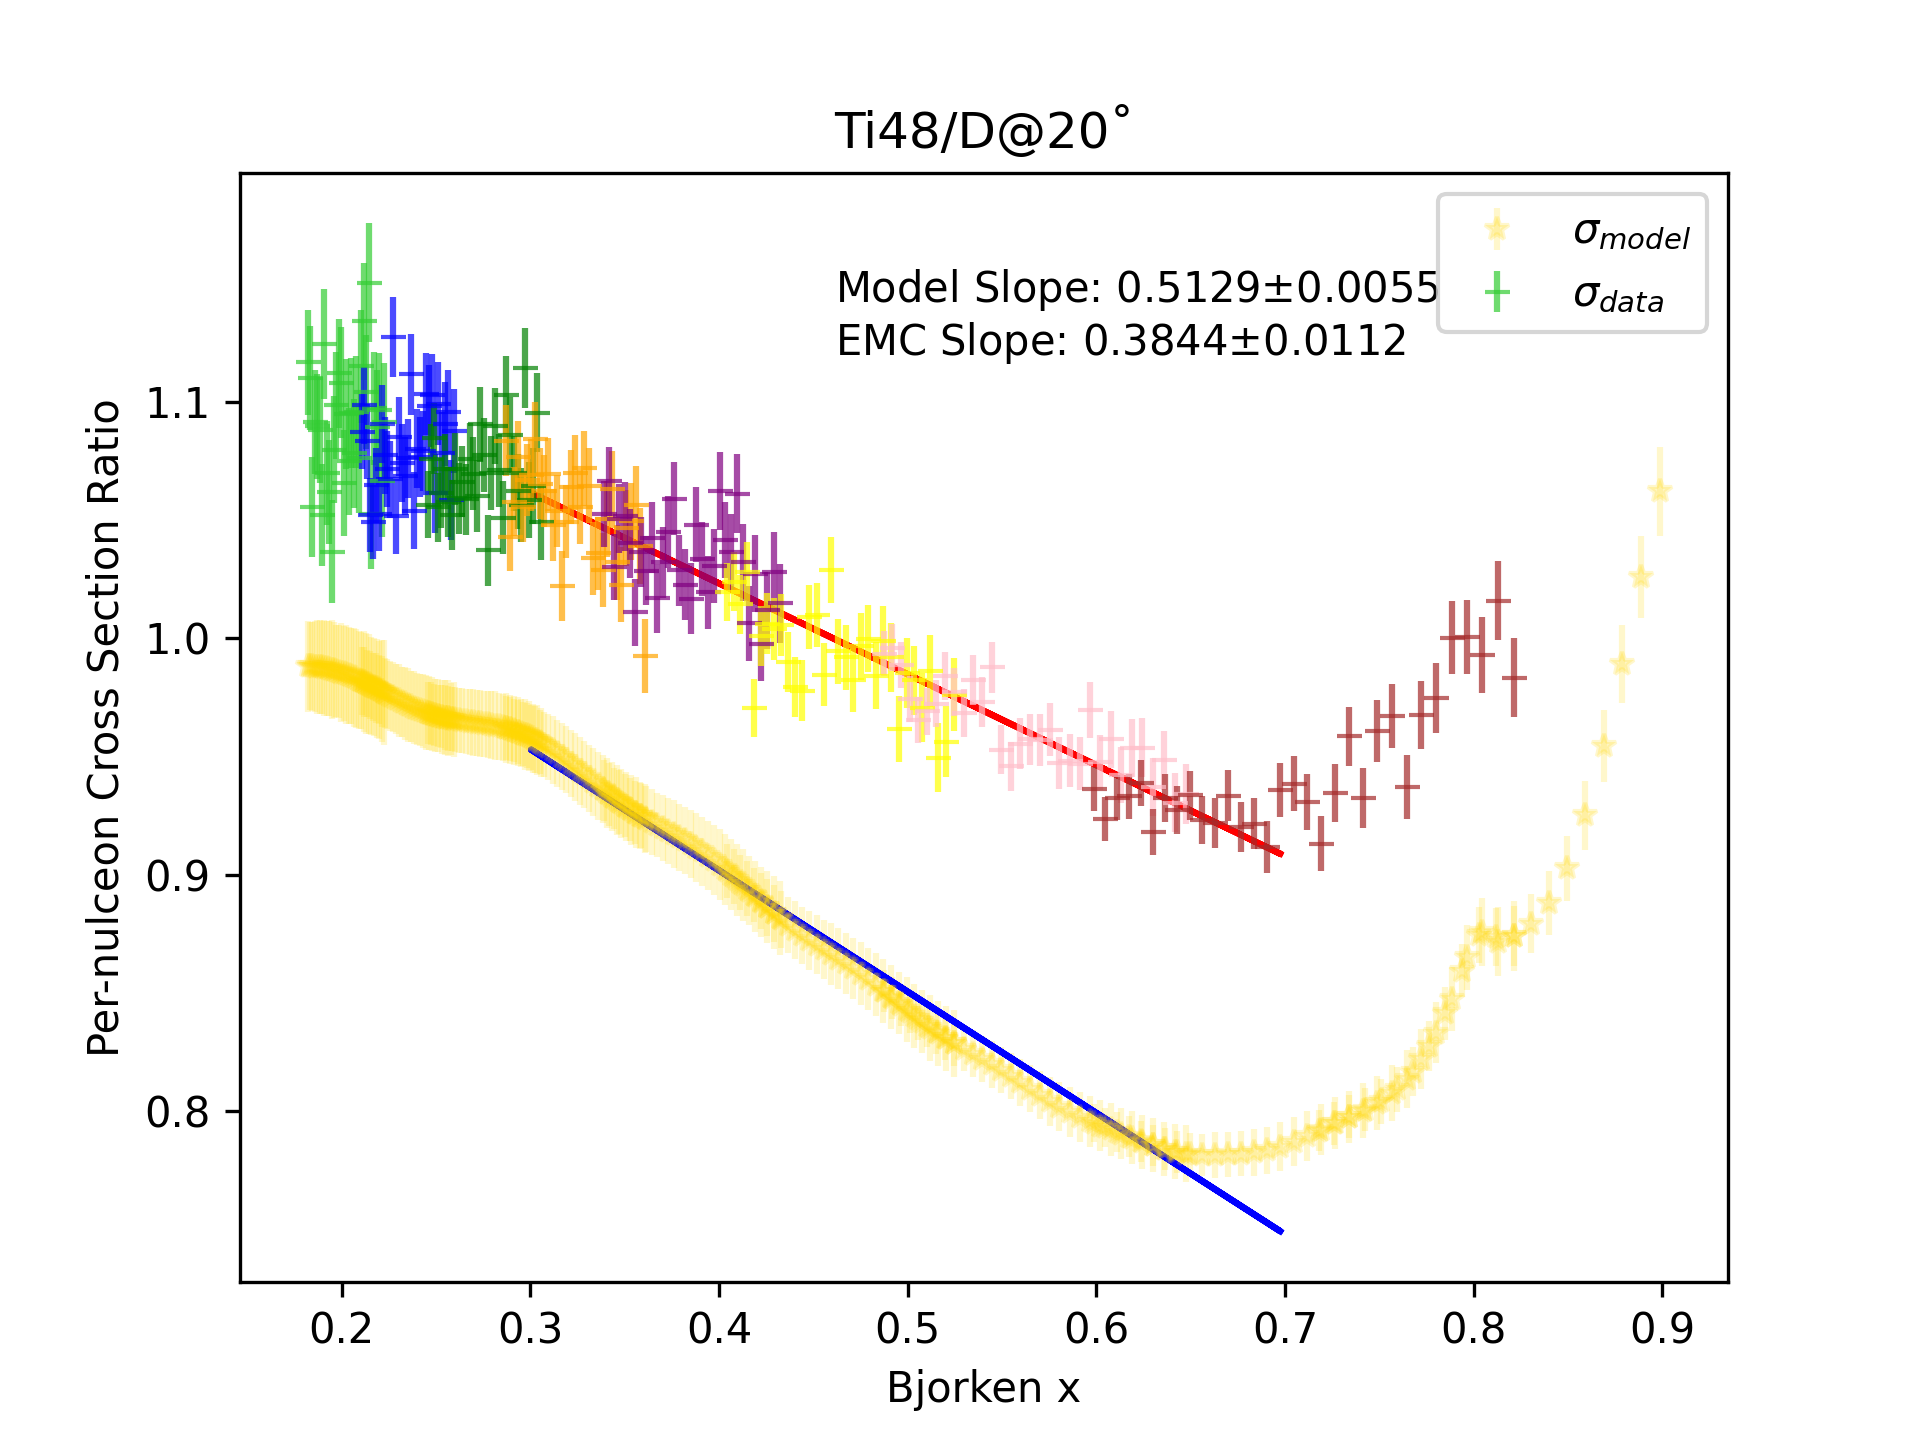 Ti48/D@20˚
σmodel
σdata
Model Slope: 0.5129±0.0055
EMC Slope: 0.3844±0.0112
Per-nulceon Cross Section Ratio
1.1
1.0
0.9
0.8
0.2 0.3 0.4 0.5 0.6 0.7 0.8 0.9
Bjorken x